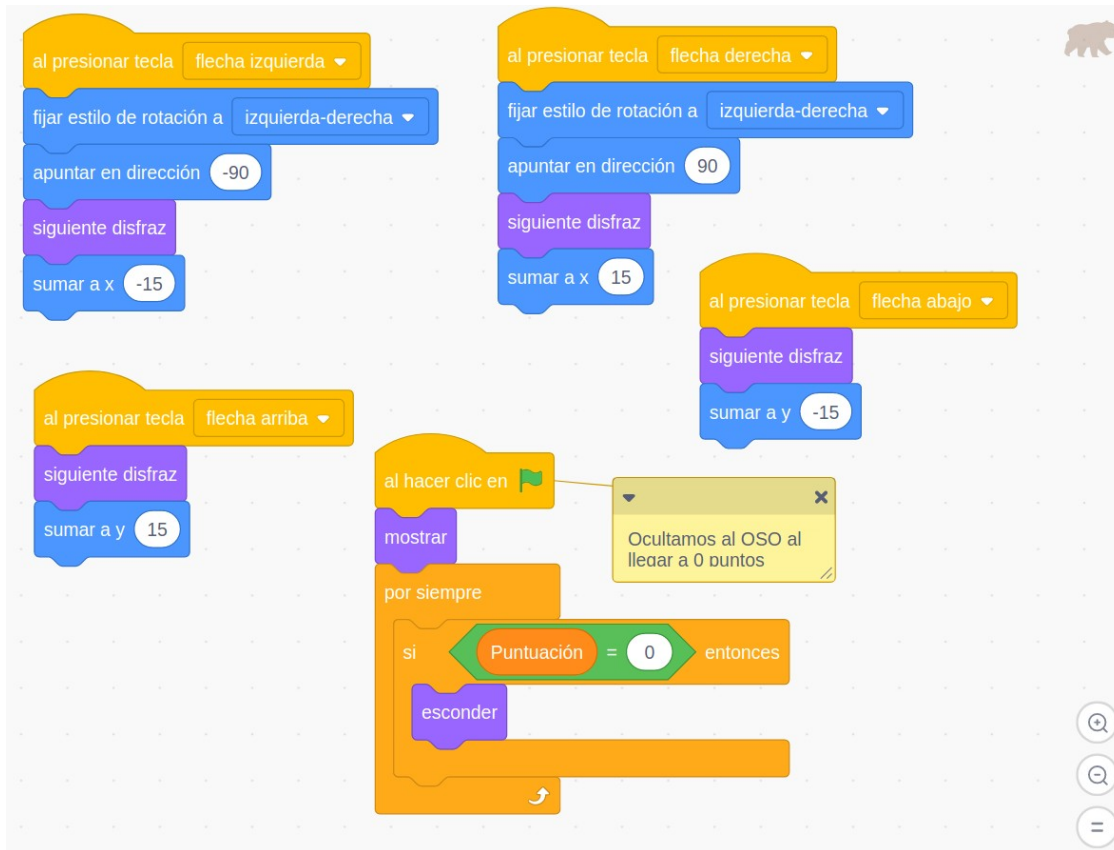 al presionar tecla flecha izquierda
fijar estilo de rotación a izquierda-derecha
apuntar en dirección -90
siguiente disfraz
sumar a x -15
al presionar tecla flecha derecha
fijar estilo de rotación a izquierda-derecha
apuntar en dirección 90
siguiente disfraz
sumar a x 15
al presionar tecla flecha abajo
siguiente disfraz
sumar a y -15
al presionar tecla flecha arriba
siguiente disfraz
sumar a y 15
al hacer clic en
mostrar
por siempre
si Puntuación = 0 entonces
esconder
Ocultamos al OSO al
llegar a 0 puntos